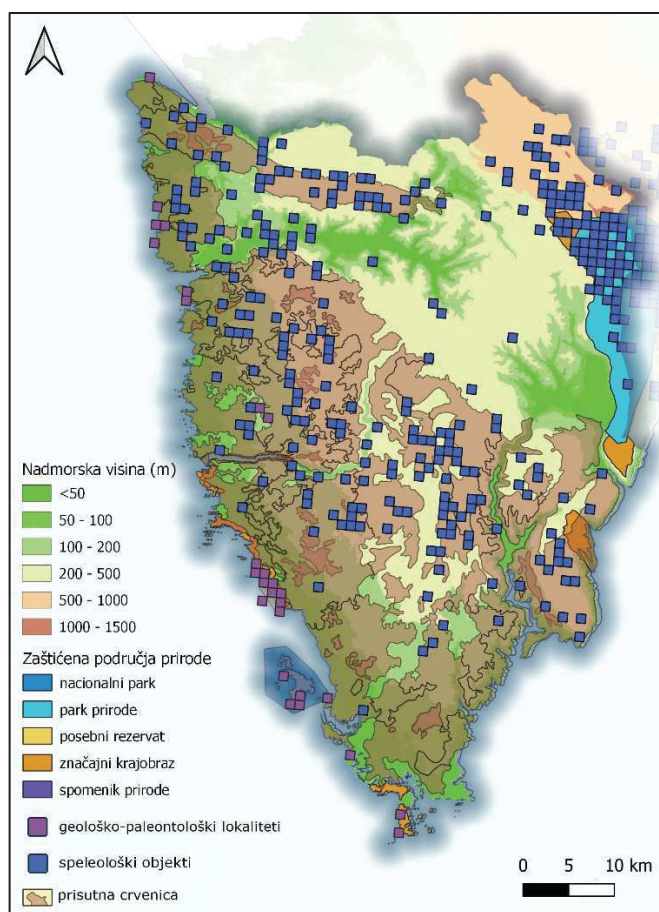 Nadmorska visina (m)
<50
50 - 100
100 - 200
200 - 500
500 - 1000
1000 - 1500
Zaštićena područja prirode
nacionalni park
park prirode
posebni rezervat
značajni krajobraz
spomenik prirode
geološko-paleontološki lokaliteti
speleološki objekti
prisutna crvenica
0 5 10 km